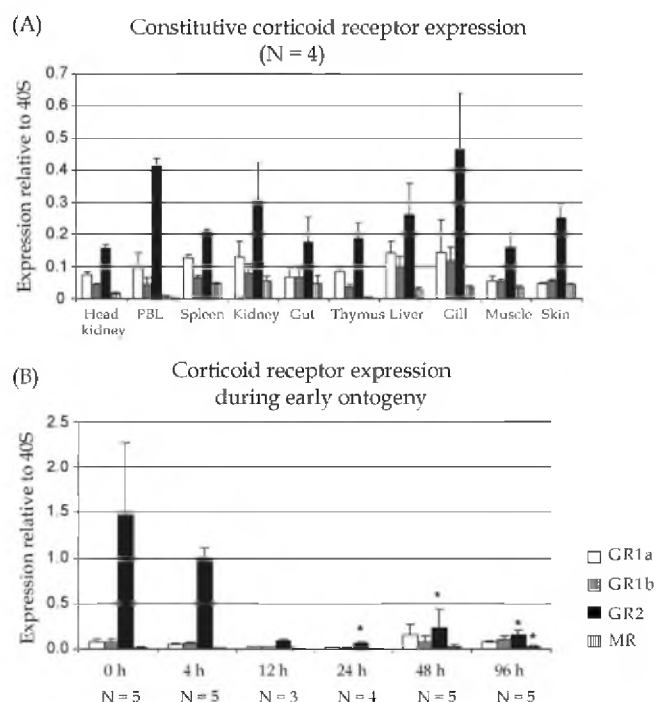 (A) Constitutive corticoid receptor expression
(N = 4)
Expression relative to 40S
0.7
0.6
0.5
0.4
0.3
0.2
0.1
0
Head kidney PBL Spleen Kidney Gut Thymus Liver Gill Muscle Skin
(B) Corticoid receptor expression
during early ontogeny
Expression relative to 40S
2.5
2.0
1.5
1.0
0.5
0.0
* * * *
0 h 4 h 12 h 24 h 48 h 96 h
N = 5 N = 5 N = 3 N = 4 N = 5 N = 5
GR1a
GR1b
GR2
MR